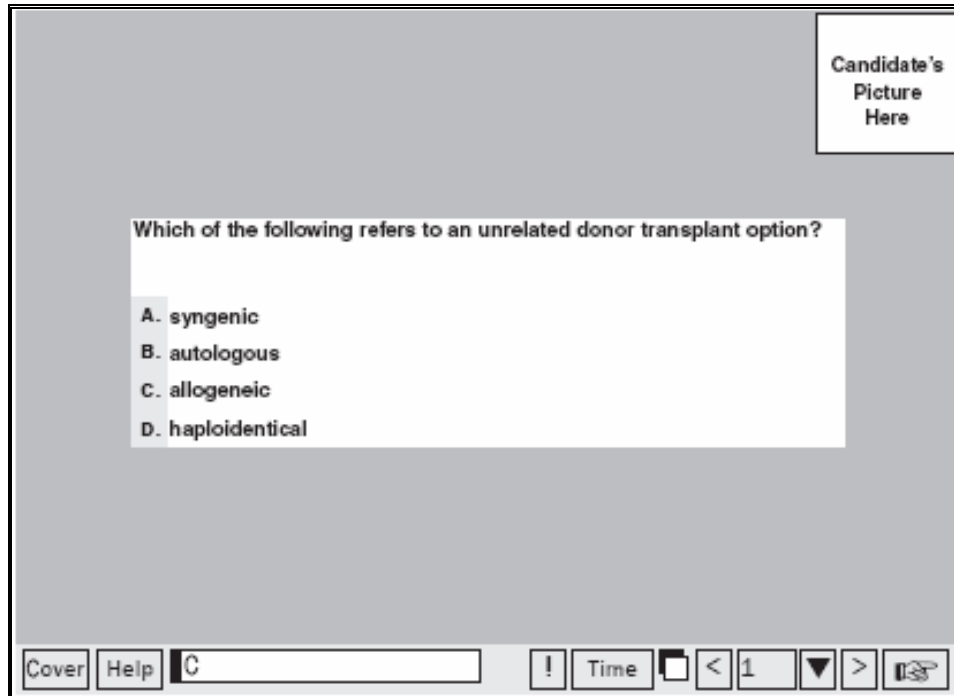 Candidate's
Picture
Here
Which of the following refers to an unrelated donor transplant option?
A. syngenic
B. autologous
C. allogeneic
D. haploidentical
Cover Help C ! Time < 1 ▼ >